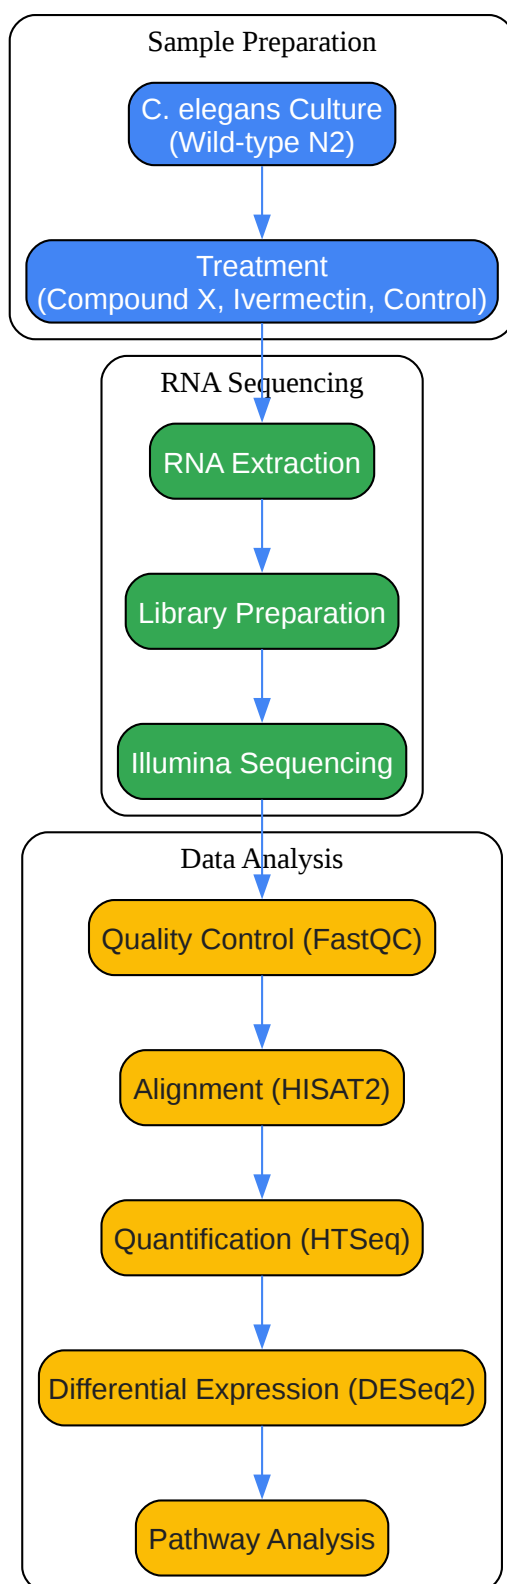 Sample Preparation
C. elegans Culture
(Wild-type N2)
Treatment
(Compound X, Ivermectin, Control)
RNA Sequencing
RNA Extraction
Library Preparation
Illumina Sequencing
Data Analysis
Quality Control (FastQC)
Alignment (HISAT2)
Quantification (HTSeq)
Differential Expression (DESeq2)
Pathway Analysis